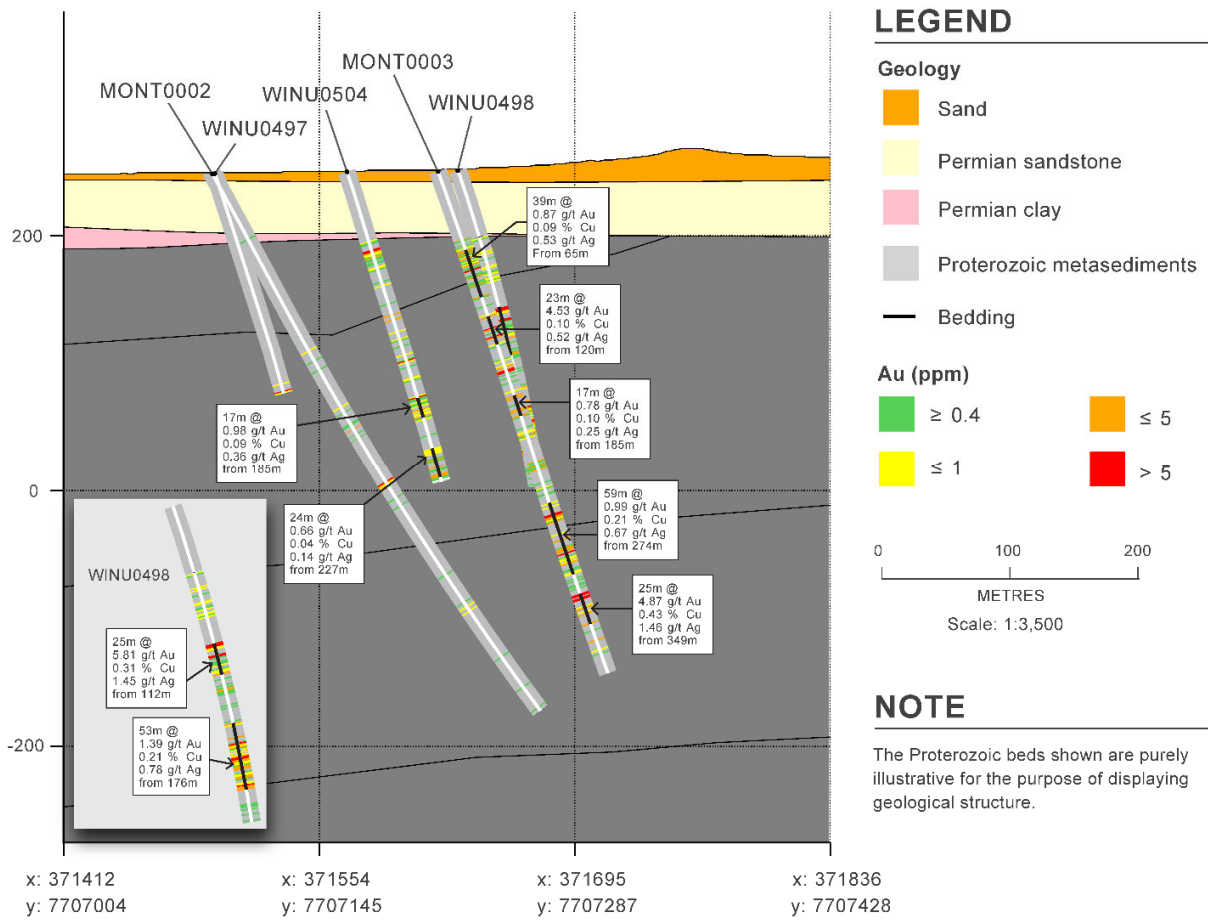 MONT0002
WINU0497
WINU0504
MONT0003
WINU0498
200
0
-200
39m @
0.87 g/t Au
0.09 % Cu
0.53 g/t Ag
From 65m
23m @
4.53 g/t Au
0.10 % Cu
0.52 g/t Ag
from 120m
17m @
0.78 g/t Au
0.10 % Cu
0.25 g/t Ag
from 185m
17m @
0.98 g/t Au
0.09 % Cu
0.36 g/t Ag
from 185m
24m @
0.66 g/t Au
0.04 % Cu
0.14 g/t Ag
from 227m
59m @
0.99 g/t Au
0.21 % Cu
0.67 g/t Ag
from 274m
25m @
4.87 g/t Au
0.43 % Cu
1.46 g/t Ag
from 349m
WINU0498
25m @
5.81 g/t Au
0.31 % Cu
1.45 g/t Ag
from 112m
53m @
1.39 g/t Au
0.21 % Cu
0.78 g/t Ag
from 176m
x: 371412
y: 7707004
x: 371554
y: 7707145
x: 371695
y: 7707287
x: 371836
y: 7707428
LEGEND
Geology
Sand
Permian sandstone
Permian clay
Proterozoic metasediments
Bedding
Au (ppm)
≥ 0.4
≤ 5
≤ 1
> 5
0 100 200
METRES
Scale: 1:3,500
NOTE
The Proterozoic beds shown are purely
illustrative for the purpose of displaying
geological structure.